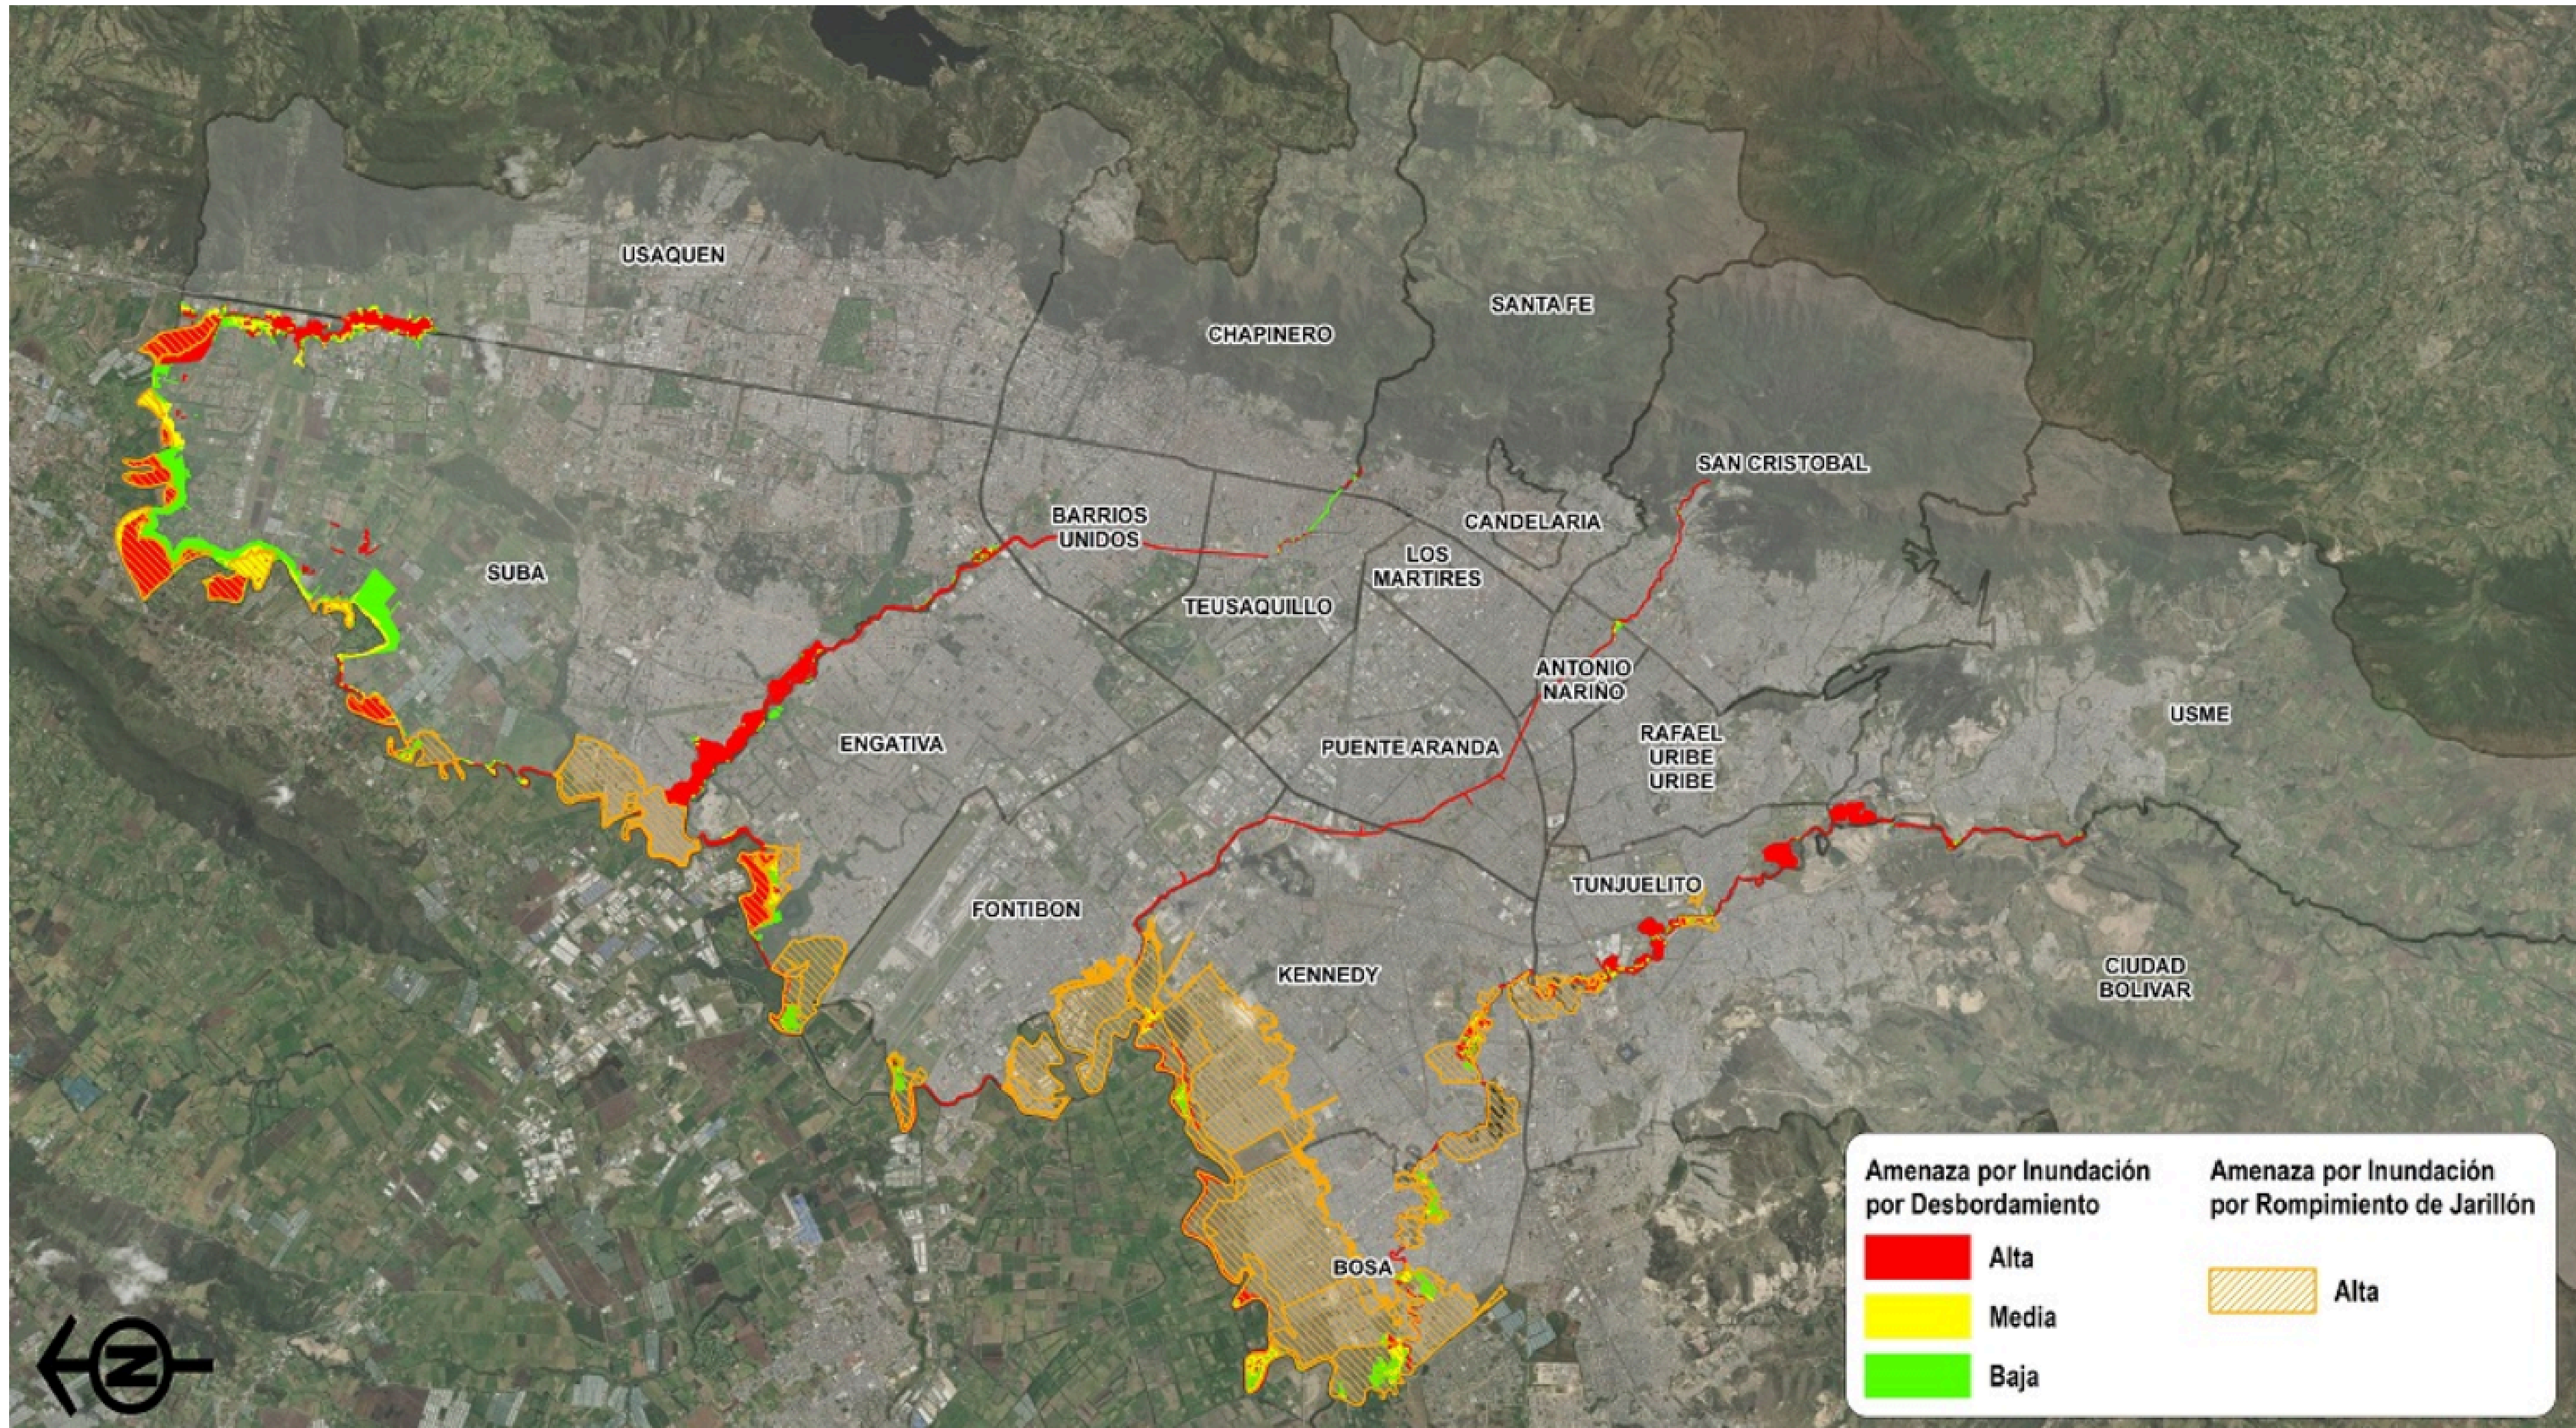 USAQUEN
SANTA FE
CHAPINERO
SAN CRISTOBAL
BARRIOS
UNIDOS
CANDELARIA
LOS
MARTIRES
SUBA
TEUSAQUILLO
ANTONIO
NARIÑO
USME
ENGATIVA
PUENTE ARANDA
RAFAEL
URIBE
URIBE
TUNJUELITO
FONTIBON
KENNEDY
CIUDAD
BOLIVAR
BOSA
Amenaza por Inundación
por Desbordamiento
Alta
Media
Baja
Amenaza por Inundación
por Rompimiento de Jarillón
Alta
N